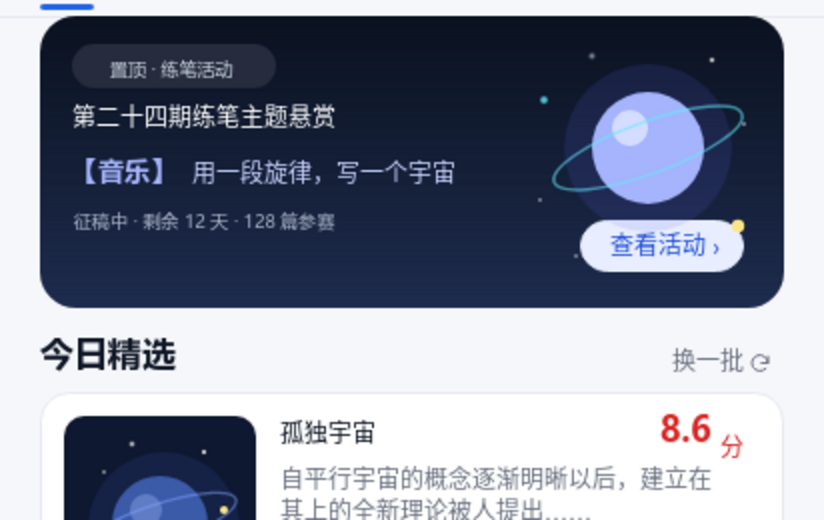 置顶 · 练笔活动
第二十四期练笔主题悬赏
【音乐】 用一段旋律，写一个宇宙
征稿中 · 剩余 12 天 · 128 篇参赛
查看活动 ›
今日精选
换一批
孤独宇宙
8.6 分
自平行宇宙的概念逐渐明晰以后，建立在
其上的全新理论被人提出……